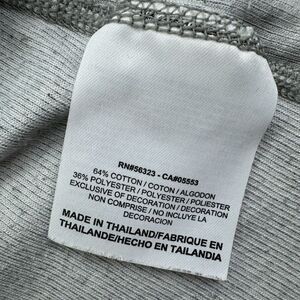 RN#56323 - CA#05553
64% COTTON / COTON / ALGODON
36% POLYESTER / POLYESTER / POLIESTER
EXCLUSIVE OF DECORATION / DECORATION
NON COMPRISE / NO INCLUYE LA
DECORACION
MADE IN THAILAND/FABRIQUE EN
THAILANDE/HECHO EN TAILANDIA